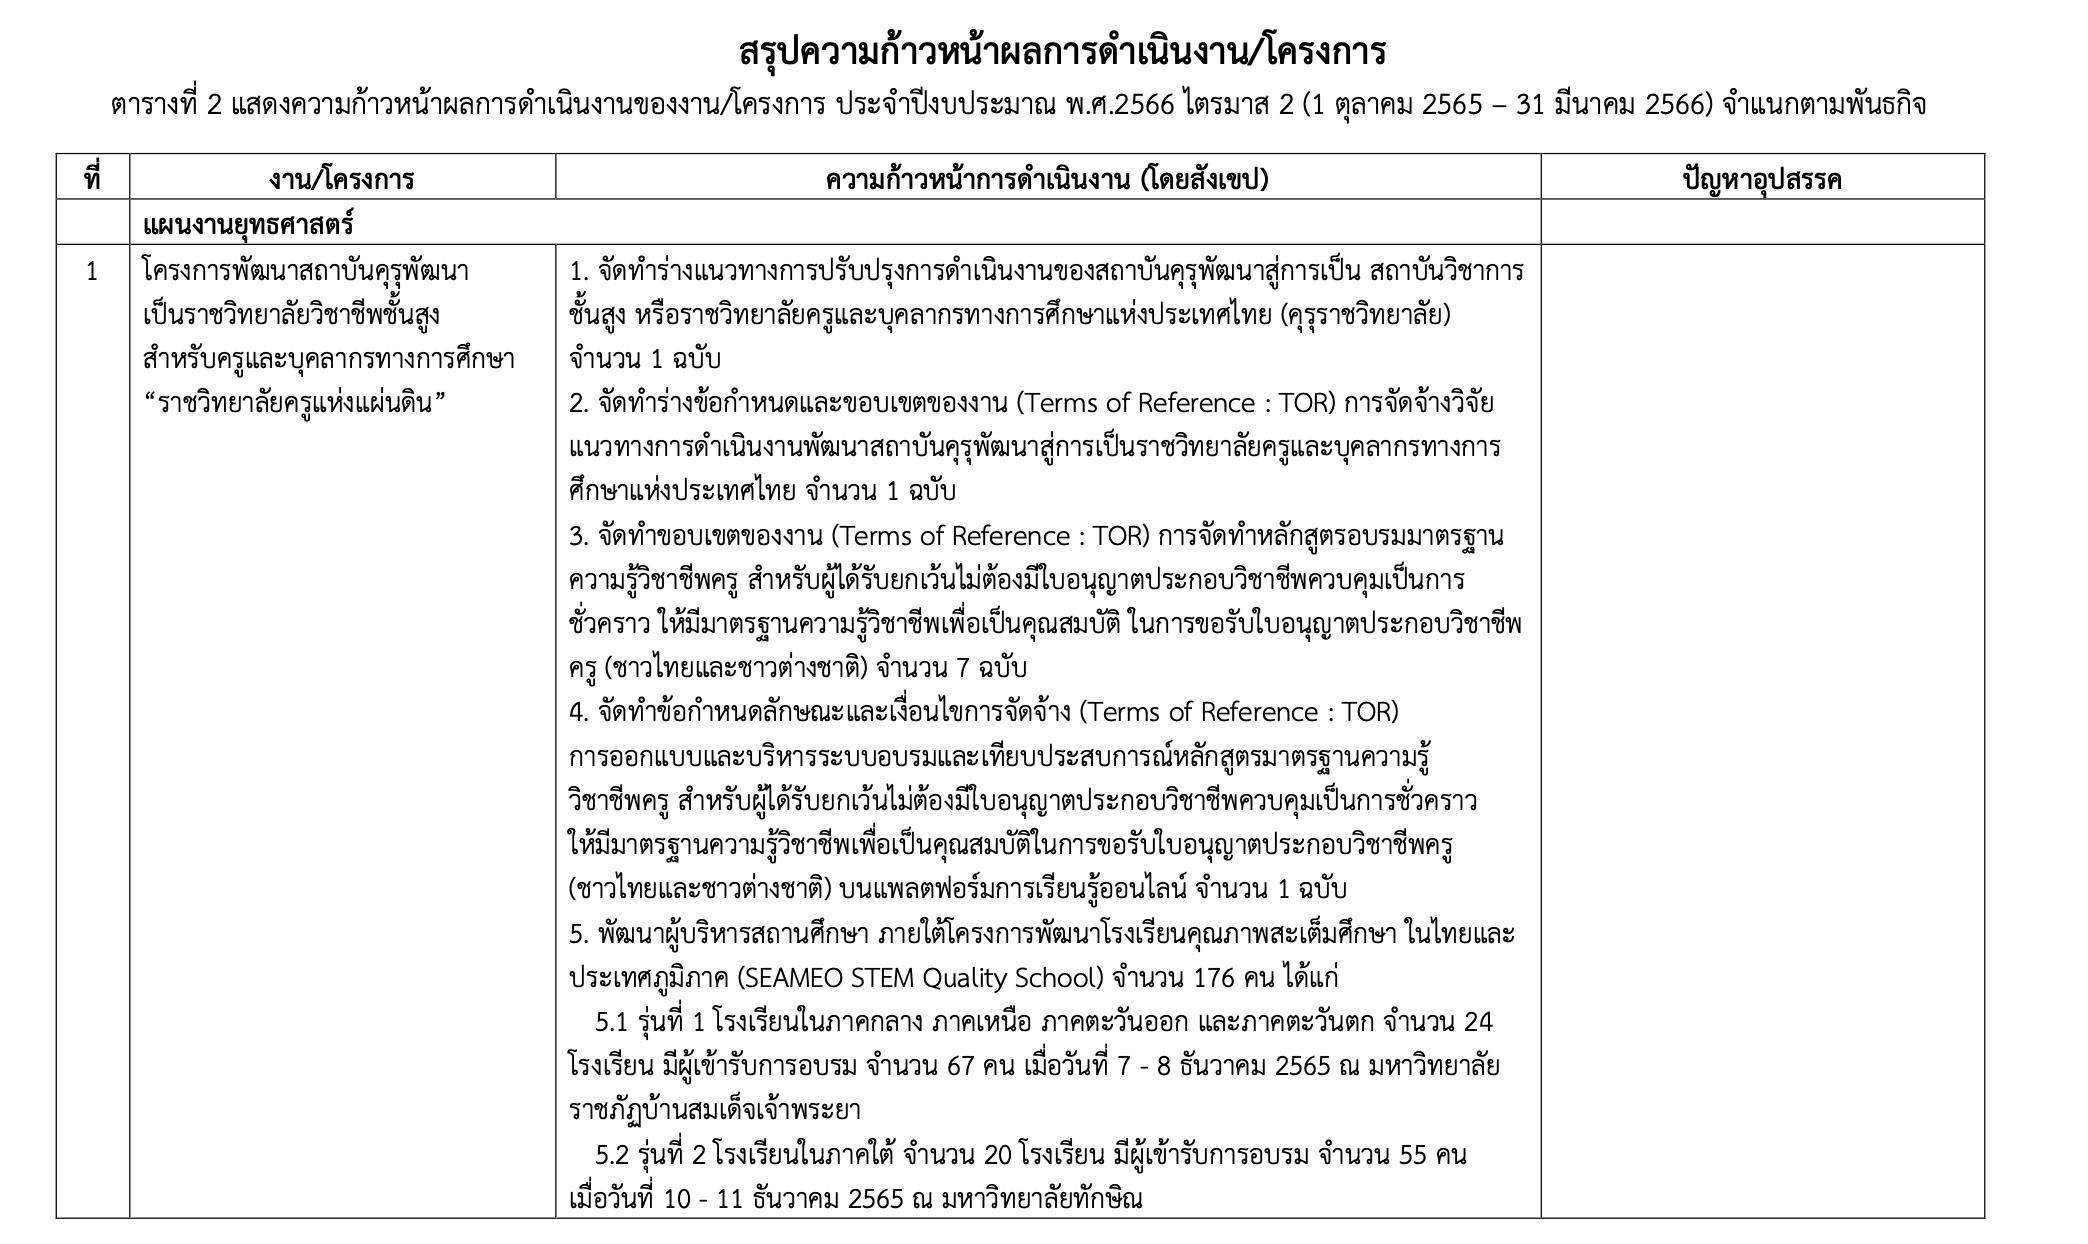 สรุปความก้าวหน้าผลการดำเนินงาน/โครงการ
ตารางที่ 2 แสดงความก้าวหน้าผลการดำเนินงานของงาน/โครงการ ประจำปีงบประมาณ พ.ศ.2566 ไตรมาส 2 (1 ตุลาคม 2565 – 31 มีนาคม 2566) จำแนกตามพันธกิจ
ที่ งาน/โครงการ ความก้าวหน้าการดำเนินงาน (โดยสังเขป) ปัญหาอุปสรรค
แผนงานยุทธศาสตร์
1 โครงการพัฒนาสถาบันคุรุพัฒนา
เป็นราชวิทยาลัยวิชาชีพชั้นสูง
สำหรับครูและบุคลากรทางการศึกษา
“ราชวิทยาลัยครูแห่งแผ่นดิน”
1. จัดทำร่างแนวทางการปรับปรุงการดำเนินงานของสถาบันคุรุพัฒนาสู่การเป็น สถาบันวิชาการ
ชั้นสูง หรือราชวิทยาลัยครูและบุคลากรทางการศึกษาแห่งประเทศไทย (คุรุราชวิทยาลัย)
จำนวน 1 ฉบับ
2. จัดทำร่างข้อกำหนดและขอบเขตของงาน (Terms of Reference : TOR) การจัดจ้างวิจัย
แนวทางการดำเนินงานพัฒนาสถาบันคุรุพัฒนาสู่การเป็นราชวิทยาลัยครูและบุคลากรทางการ
ศึกษาแห่งประเทศไทย จำนวน 1 ฉบับ
3. จัดทำขอบเขตของงาน (Terms of Reference : TOR) การจัดทำหลักสูตรอบรมมาตรฐาน
ความรู้วิชาชีพครู สำหรับผู้ได้รับยกเว้นไม่ต้องมีใบอนุญาตประกอบวิชาชีพควบคุมเป็นการ
ชั่วคราว ให้มีมาตรฐานความรู้วิชาชีพเพื่อเป็นคุณสมบัติ ในการขอรับใบอนุญาตประกอบวิชาชีพ
ครู (ชาวไทยและชาวต่างชาติ) จำนวน 7 ฉบับ
4. จัดทำข้อกำหนดลักษณะและเงื่อนไขการจัดจ้าง (Terms of Reference : TOR)
การออกแบบและบริหารระบบอบรมและเทียบประสบการณ์หลักสูตรมาตรฐานความรู้
วิชาชีพครู สำหรับผู้ได้รับยกเว้นไม่ต้องมีใบอนุญาตประกอบวิชาชีพควบคุมเป็นการชั่วคราว
ให้มีมาตรฐานความรู้วิชาชีพเพื่อเป็นคุณสมบัติในการขอรับใบอนุญาตประกอบวิชาชีพครู
(ชาวไทยและชาวต่างชาติ) บนแพลตฟอร์มการเรียนรู้ออนไลน์ จำนวน 1 ฉบับ
5. พัฒนาผู้บริหารสถานศึกษา ภายใต้โครงการพัฒนาโรงเรียนคุณภาพสะเต็มศึกษา ในไทยและ
ประเทศภูมิภาค (SEAMEO STEM Quality School) จำนวน 176 คน ได้แก่
5.1 รุ่นที่ 1 โรงเรียนในภาคกลาง ภาคเหนือ ภาคตะวันออก และภาคตะวันตก จำนวน 24
โรงเรียน มีผู้เข้ารับการอบรม จำนวน 67 คน เมื่อวันที่ 7 - 8 ธันวาคม 2565 ณ มหาวิทยาลัย
ราชภัฏบ้านสมเด็จเจ้าพระยา
5.2 รุ่นที่ 2 โรงเรียนในภาคใต้ จำนวน 20 โรงเรียน มีผู้เข้ารับการอบรม จำนวน 55 คน
เมื่อวันที่ 10 - 11 ธันวาคม 2565 ณ มหาวิทยาลัยทักษิณ